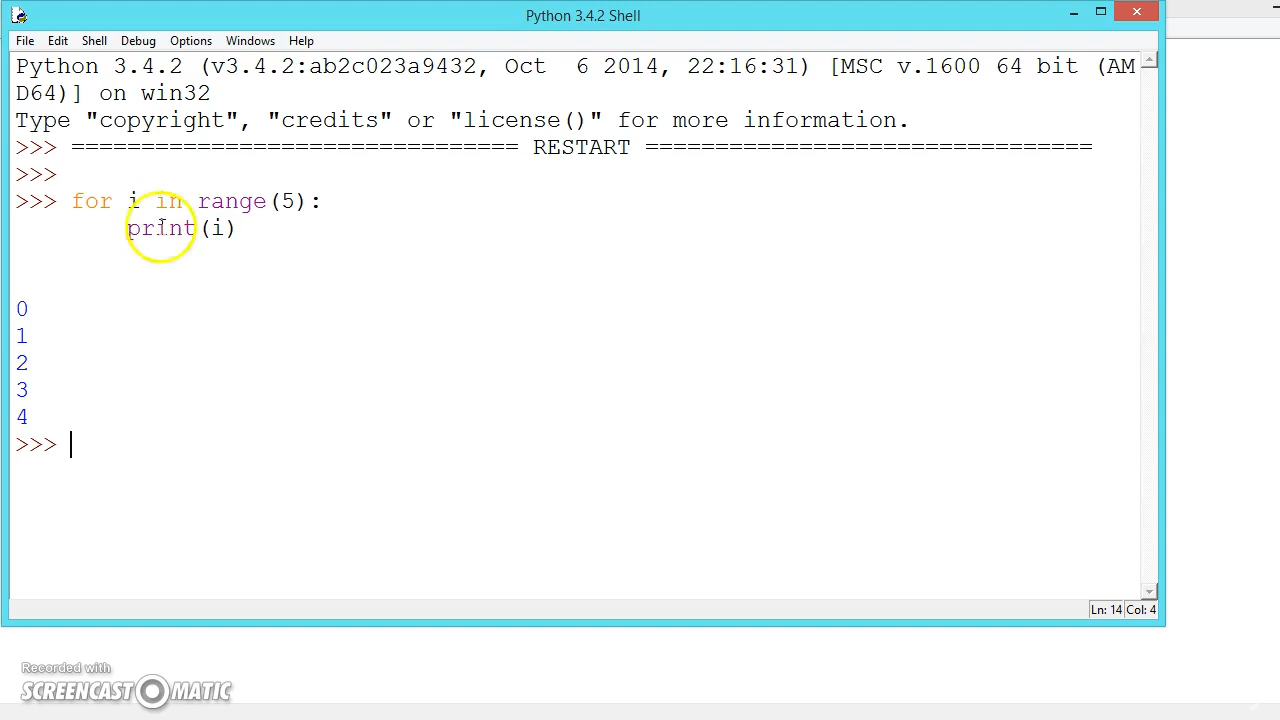 Python 3.4.2 Shell
File Edit Shell Debug Options Windows Help
Python 3.4.2 (v3.4.2:ab2c023a9432, Oct  6 2014, 22:16:31) [MSC v.1600 64 bit (AM
D64)] on win32
Type "copyright", "credits" or "license()" for more information.
>>> ================================ RESTART ================================
>>>
>>> for i in range(5):
        print(i)
0
1
2
3
4
>>>
Ln: 14 Col: 4
Recorded with
SCREENCAST-O-MATIC